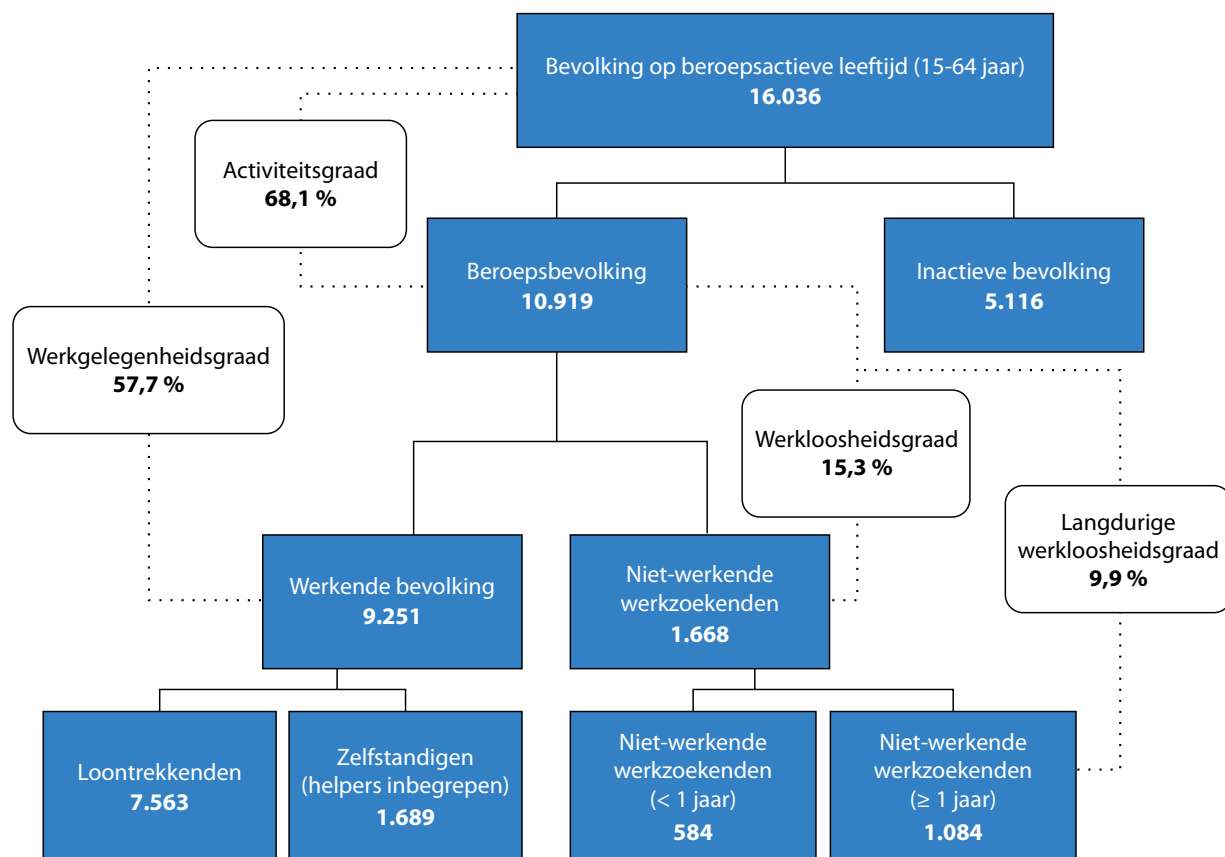 Bevolking op beroepsactieve leeftijd (15-64 jaar)
16.036
Activiteitsgraad
68,1 %
Beroepsbevolking
10.919
Inactieve bevolking
5.116
Werkgelegenheidsgraad
57,7 %
Werkloosheidsgraad
15,3 %
Langdurige
werkloosheidsgraad
9,9 %
Werkende bevolking
9.251
Niet-werkende
werkzoekenden
1.668
Loontrekkenden
7.563
Zelfstandigen
(helpers inbegrepen)
1.689
Niet-werkende
werkzoekenden
(< 1 jaar)
584
Niet-werkende
werkzoekenden
(≥ 1 jaar)
1.084